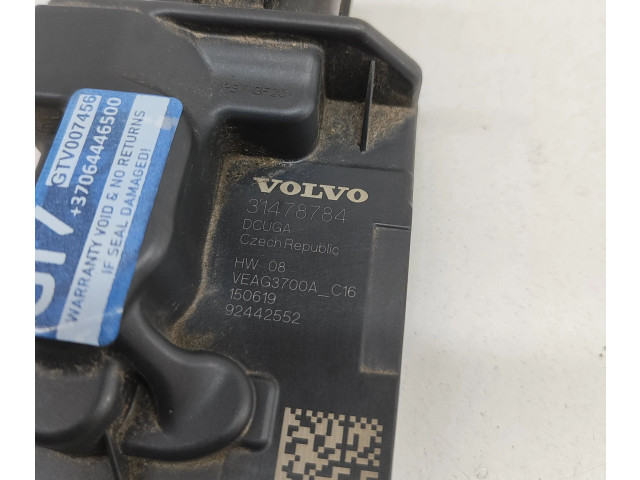 GTV007456
+37064446500
WARRANTY VOID & NO RETURNS
IF SEAL DAMAGED!
VOLVO
31478784
DCUGA
Czech Republic
HW 08
VEAG3700A_C16
150619
92442552